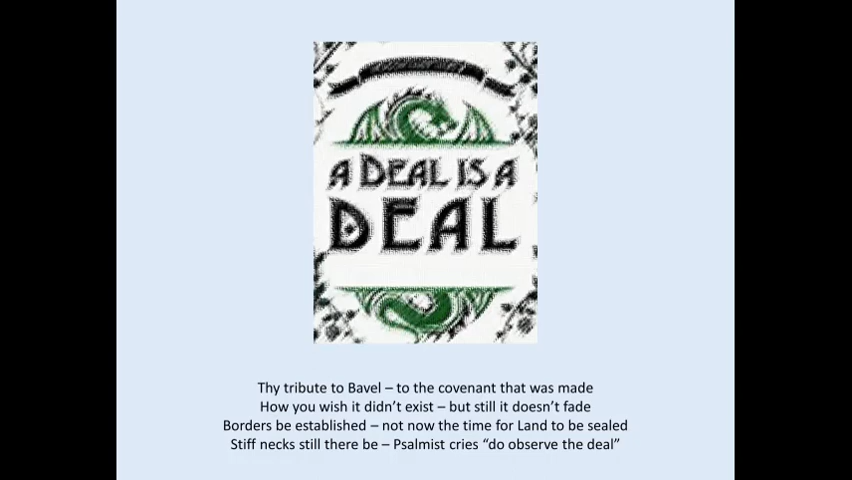 A DEAL IS A
DEAL
Thy tribute to Bavel – to the covenant that was made
How you wish it didn’t exist – but still it doesn’t fade
Borders be established – not now the time for Land to be sealed
Stiff necks still there be – Psalmist cries “do observe the deal”